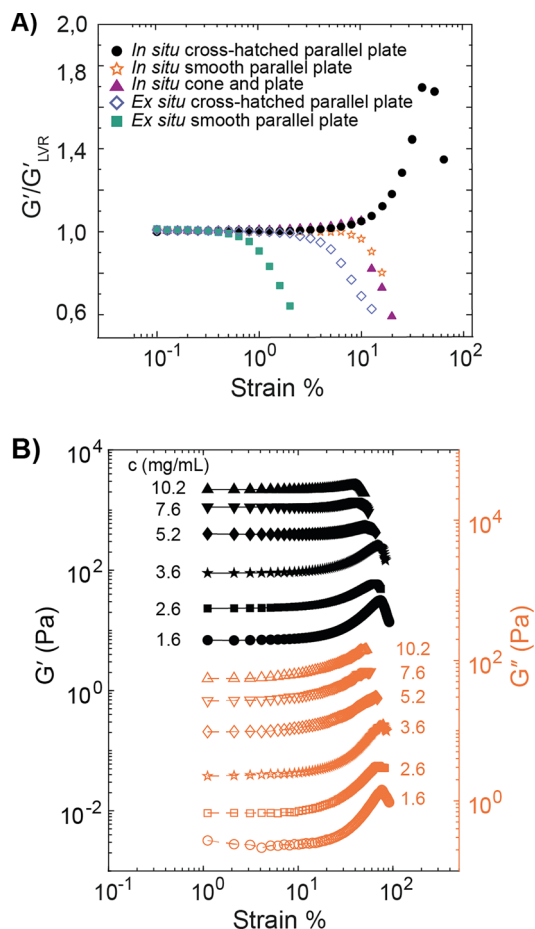 A)
2,0
1,8
1,4
1,0
0,6
G′/G′LVR
In situ cross-hatched parallel plate
In situ smooth parallel plate
In situ cone and plate
Ex situ cross-hatched parallel plate
Ex situ smooth parallel plate
10⁻¹ 10⁰ 10¹ 10²
Strain %
B)
c (mg/mL)
10⁴
10²
10⁰
10⁻²
G′ (Pa)
10.2
7.6
5.2
3.6
2.6
1.6
10.2
7.6
5.2
3.6
2.6
1.6
10⁴
10²
10⁰
G″ (Pa)
10⁻¹ 10⁰ 10¹ 10² 
Strain %